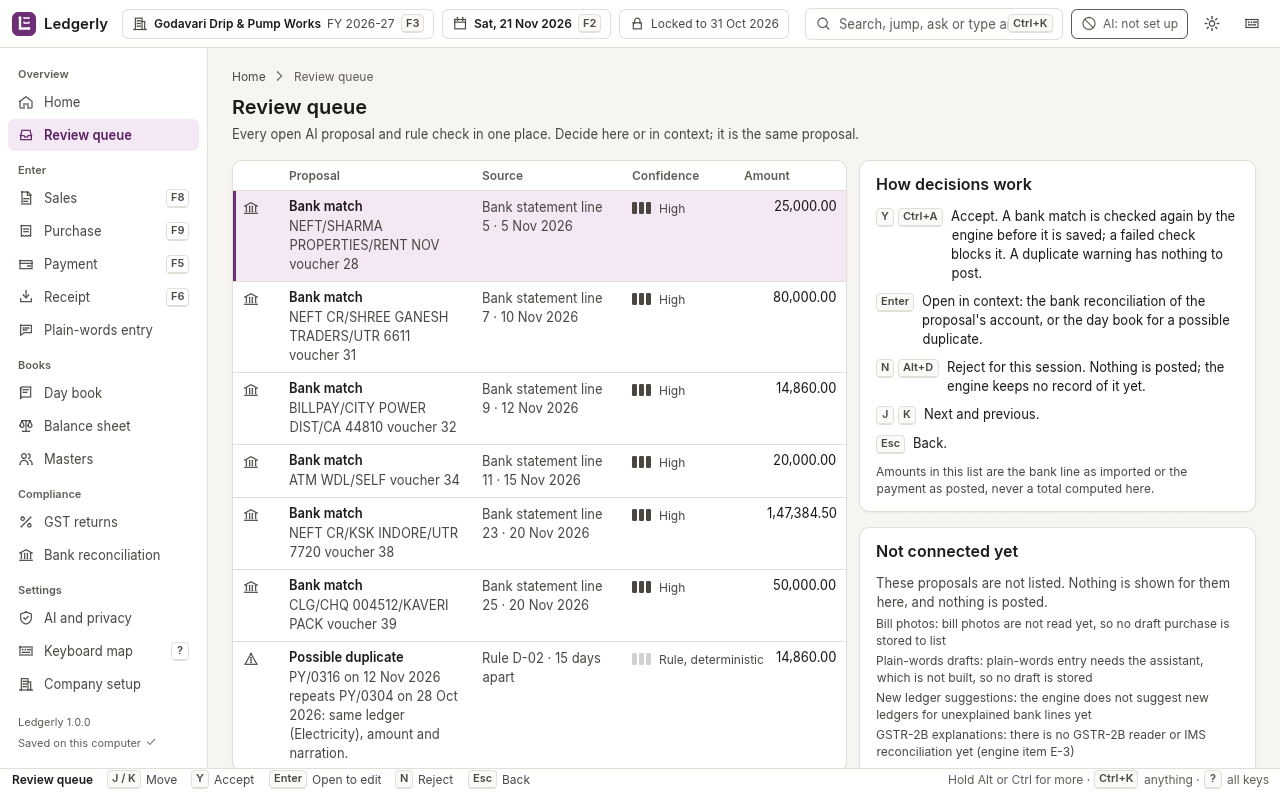 Ledgerly
Godavari Drip & Pump Works FY 2026-27 F3
Sat, 21 Nov 2026 F2
Locked to 31 Oct 2026
Search, jump, ask or type a Ctrl+K
AI: not set up
Overview
Home
Review queue
Enter
Sales F8
Purchase F9
Payment F5
Receipt F6
Plain-words entry
Books
Day book
Balance sheet
Masters
Compliance
GST returns
Bank reconciliation
Settings
AI and privacy
Keyboard map ?
Company setup
Ledgerly 1.0.0
Saved on this computer
Home Review queue
Review queue
Every open AI proposal and rule check in one place. Decide here or in context; it is the same proposal.
Proposal Source Confidence Amount
Bank match
NEFT/SHARMA
PROPERTIES/RENT NOV
voucher 28
Bank statement line
5 · 5 Nov 2026
High
25,000.00
Bank match
NEFT CR/SHREE GANESH
TRADERS/UTR 6611
voucher 31
Bank statement line
7 · 10 Nov 2026
High
80,000.00
Bank match
BILLPAY/CITY POWER
DIST/CA 44810 voucher 32
Bank statement line
9 · 12 Nov 2026
High
14,860.00
Bank match
ATM WDL/SELF voucher 34
Bank statement line
11 · 15 Nov 2026
High
20,000.00
Bank match
NEFT CR/KSK INDORE/UTR
7720 voucher 38
Bank statement line
23 · 20 Nov 2026
High
1,47,384.50
Bank match
CLG/CHQ 004512/KAVERI
PACK voucher 39
Bank statement line
25 · 20 Nov 2026
High
50,000.00
Possible duplicate
PY/0316 on 12 Nov 2026
repeats PY/0304 on 28 Oct
2026: same ledger
(Electricity), amount and
narration.
Rule D-02 · 15 days
apart
Rule, deterministic
14,860.00
How decisions work
Y Ctrl+A Accept. A bank match is checked again by the
engine before it is saved; a failed check
blocks it. A duplicate warning has nothing to
post.
Enter Open in context: the bank reconciliation of the
proposal's account, or the day book for a possible
duplicate.
N Alt+D Reject for this session. Nothing is posted; the
engine keeps no record of it yet.
J K Next and previous.
Esc Back.
Amounts in this list are the bank line as imported or the
payment as posted, never a total computed here.
Not connected yet
These proposals are not listed. Nothing is shown for them
here, and nothing is posted.
Bill photos: bill photos are not read yet, so no draft purchase is
stored to list
Plain-words drafts: plain-words entry needs the assistant,
which is not built, so no draft is stored
New ledger suggestions: the engine does not suggest new
ledgers for unexplained bank lines yet
GSTR-2B explanations: there is no GSTR-2B reader or IMS
reconciliation yet (engine item E-3)
Review queue J / K Move Y Accept Enter Open to edit N Reject Esc Back
Hold Alt or Ctrl for more · Ctrl+K anything · ? all keys